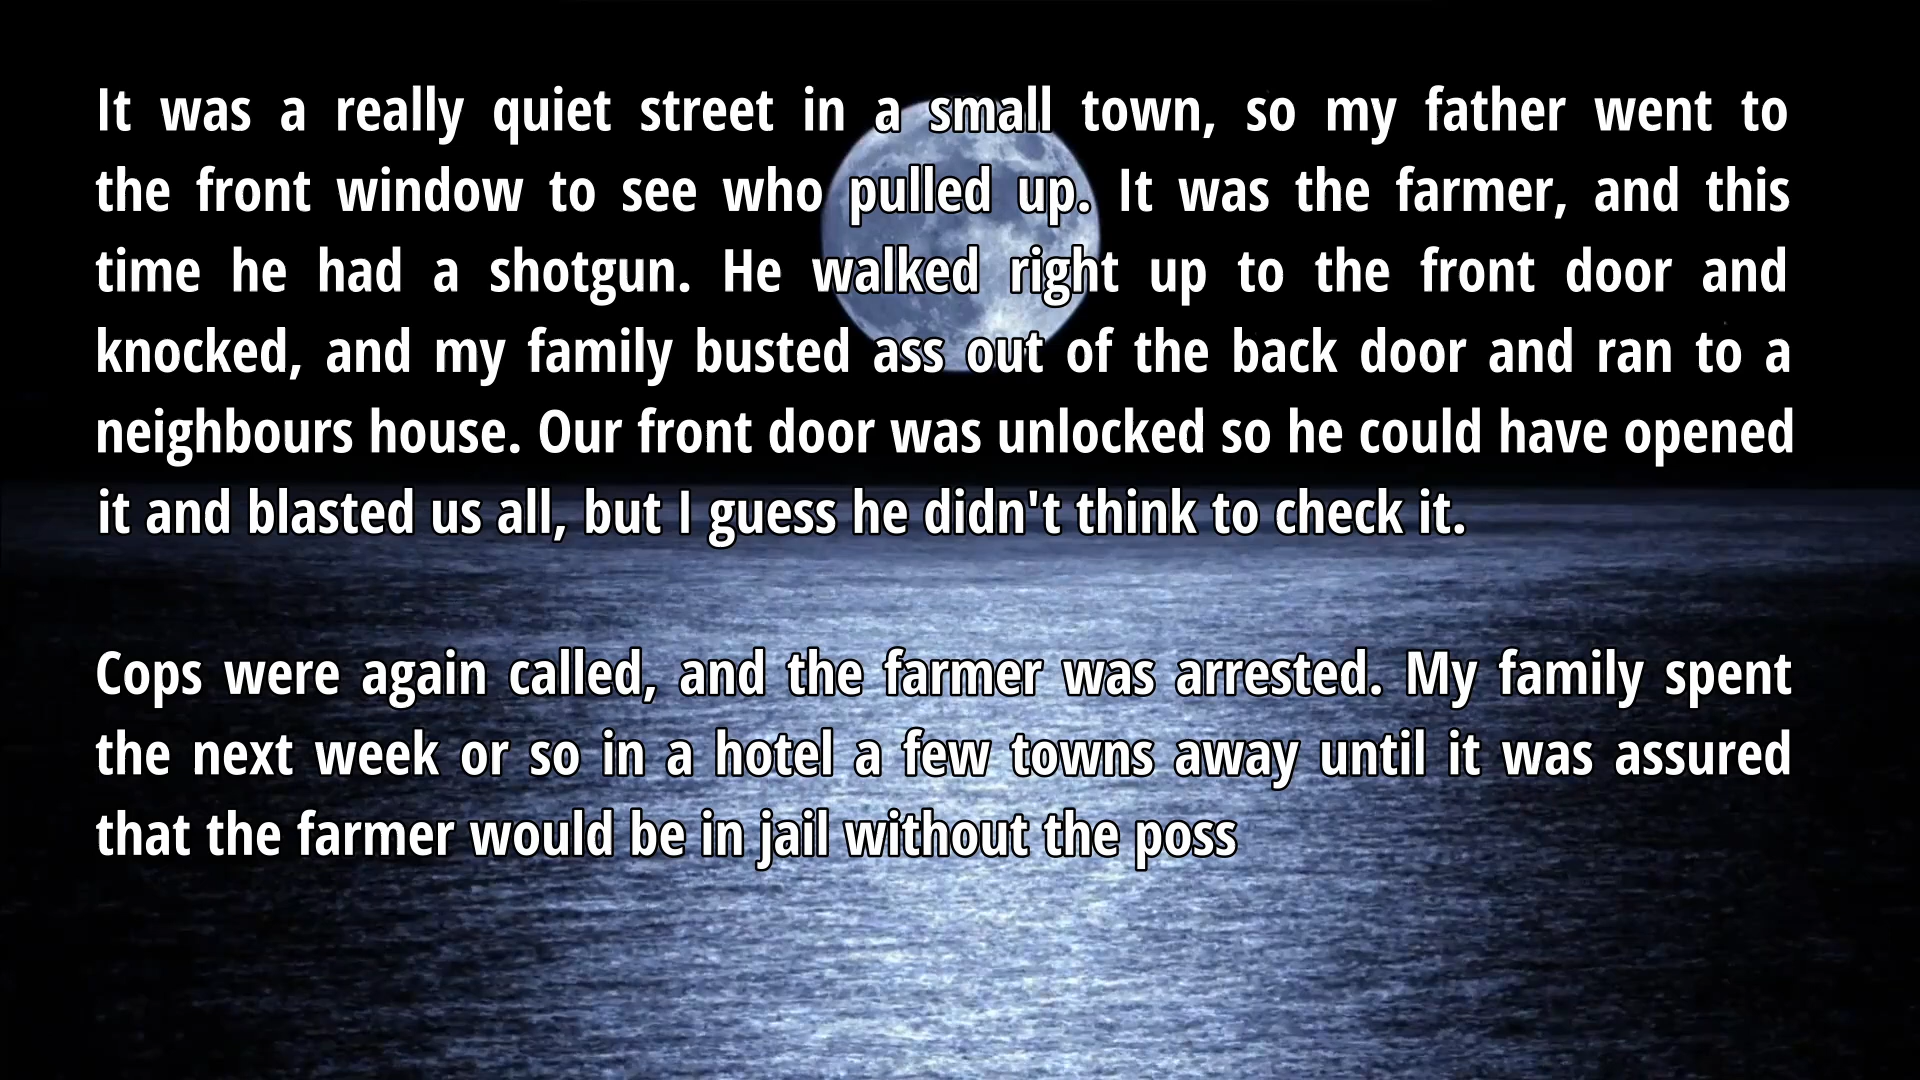 It was a really quiet street in a small town, so my father went to
the front window to see who pulled up. It was the farmer, and this
time he had a shotgun. He walked right up to the front door and
knocked, and my family busted ass out of the back door and ran to a
neighbours house. Our front door was unlocked so he could have opened
it and blasted us all, but I guess he didn't think to check it.
Cops were again called, and the farmer was arrested. My family spent
the next week or so in a hotel a few towns away until it was assured
that the farmer would be in jail without the poss